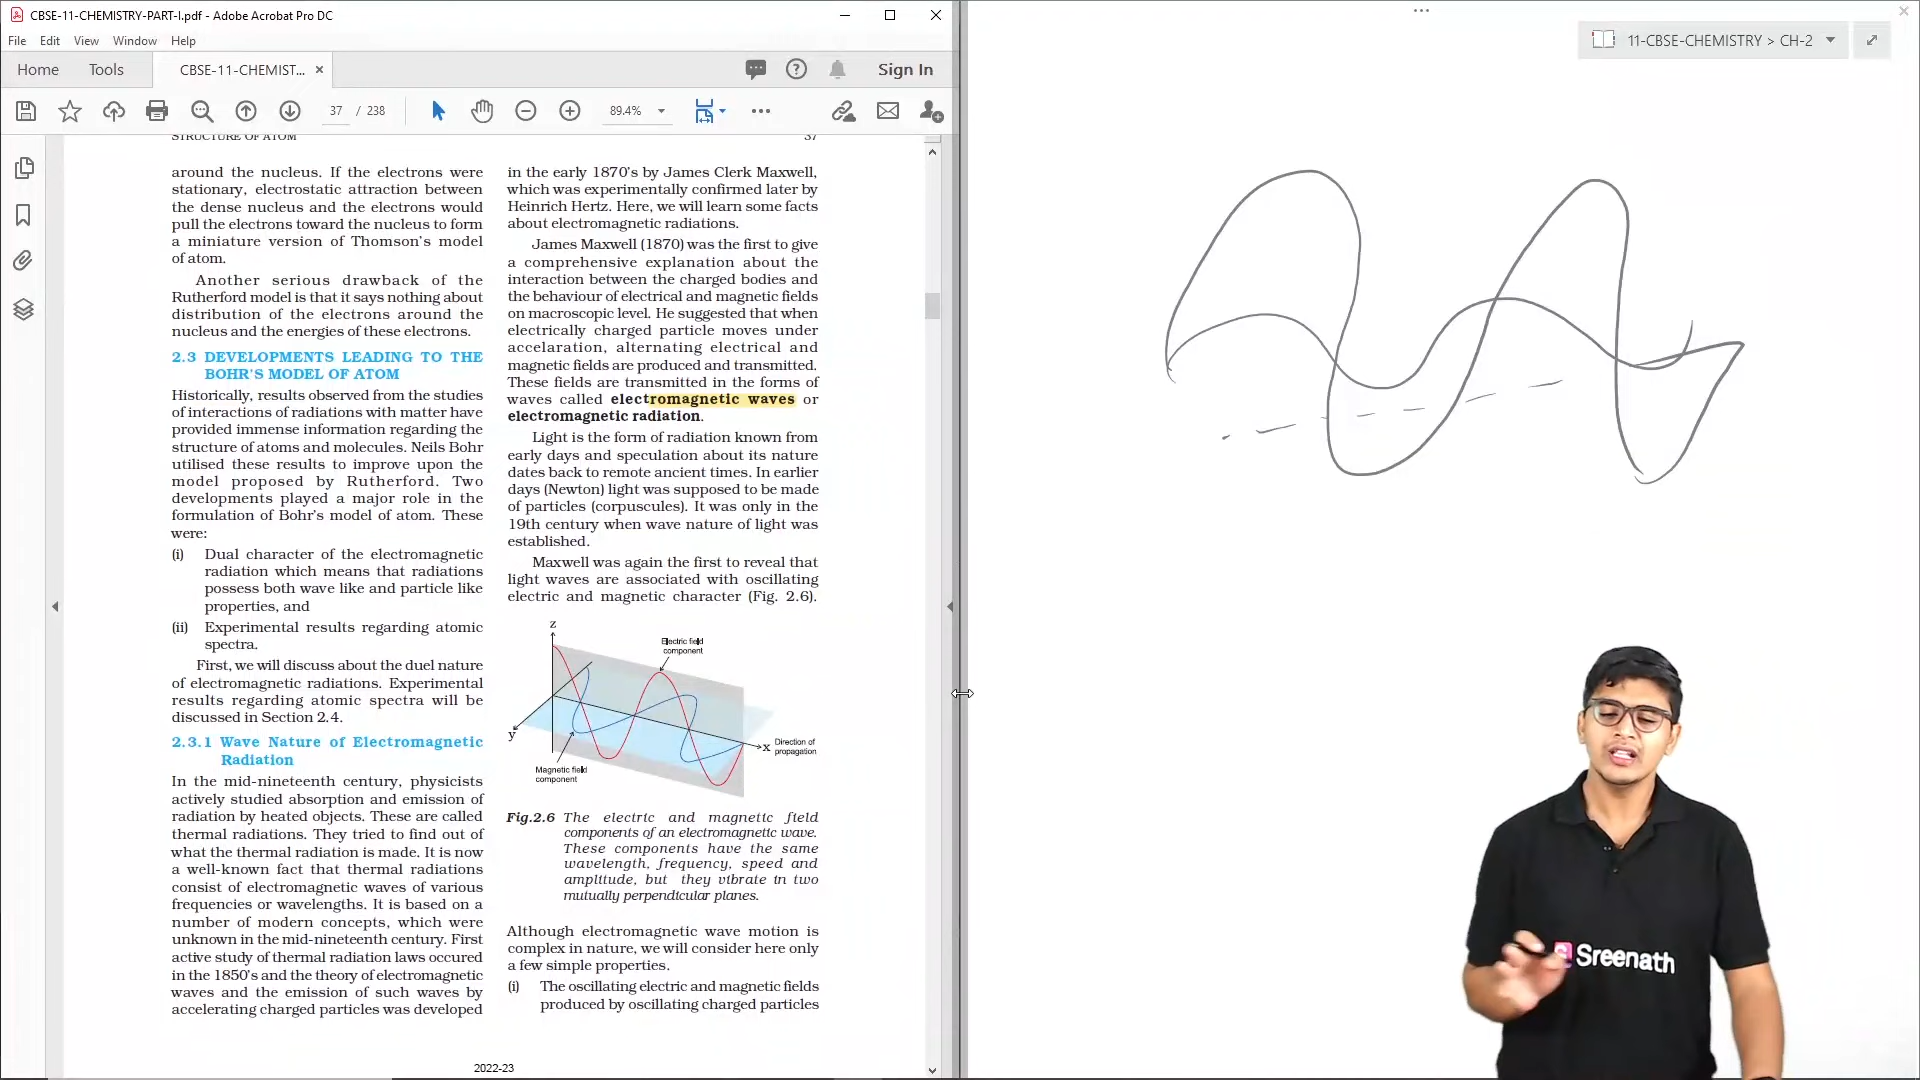 CBSE-11-CHEMISTRY-PART-I.pdf - Adobe Acrobat Pro DC
File Edit View Window Help
Home Tools CBSE-11-CHEMIST... × Sign In
37 / 238 89.4%
11-CBSE-CHEMISTRY > CH-2
STRUCTURE OF ATOM 37
around the nucleus. If the electrons were
stationary, electrostatic attraction between
the dense nucleus and the electrons would
pull the electrons toward the nucleus to form
a miniature version of Thomson's model
of atom.
Another serious drawback of the
Rutherford model is that it says nothing about
distribution of the electrons around the
nucleus and the energies of these electrons.
2.3 DEVELOPMENTS LEADING TO THE
BOHR'S MODEL OF ATOM
Historically, results observed from the studies
of interactions of radiations with matter have
provided immense information regarding the
structure of atoms and molecules. Neils Bohr
utilised these results to improve upon the
model proposed by Rutherford. Two
developments played a major role in the
formulation of Bohr's model of atom. These
were:
(i) Dual character of the electromagnetic
radiation which means that radiations
possess both wave like and particle like
properties, and
(ii) Experimental results regarding atomic
spectra.
First, we will discuss about the duel nature
of electromagnetic radiations. Experimental
results regarding atomic spectra will be
discussed in Section 2.4.
2.3.1 Wave Nature of Electromagnetic
Radiation
In the mid-nineteenth century, physicists
actively studied absorption and emission of
radiation by heated objects. These are called
thermal radiations. They tried to find out of
what the thermal radiation is made. It is now
a well-known fact that thermal radiations
consist of electromagnetic waves of various
frequencies or wavelengths. It is based on a
number of modern concepts, which were
unknown in the mid-nineteenth century. First
active study of thermal radiation laws occured
in the 1850's and the theory of electromagnetic
waves and the emission of such waves by
accelerating charged particles was developed
in the early 1870's by James Clerk Maxwell,
which was experimentally confirmed later by
Heinrich Hertz. Here, we will learn some facts
about electromagnetic radiations.
James Maxwell (1870) was the first to give
a comprehensive explanation about the
interaction between the charged bodies and
the behaviour of electrical and magnetic fields
on macroscopic level. He suggested that when
electrically charged particle moves under
accelaration, alternating electrical and
magnetic fields are produced and transmitted.
These fields are transmitted in the forms of
waves called electromagnetic waves or
electromagnetic radiation.
Light is the form of radiation known from
early days and speculation about its nature
dates back to remote ancient times. In earlier
days (Newton) light was supposed to be made
of particles (corpuscules). It was only in the
19th century when wave nature of light was
established.
Maxwell was again the first to reveal that
light waves are associated with oscillating
electric and magnetic character (Fig. 2.6).
z
Electric field
component
y
x Direction of
propagation
Magnetic field
component
Fig.2.6 The electric and magnetic field
components of an electromagnetic wave.
These components have the same
wavelength, frequency, speed and
amplitude, but they vibrate in two
mutually perpendicular planes.
Although electromagnetic wave motion is
complex in nature, we will consider here only
a few simple properties.
(i) The oscillating electric and magnetic fields
produced by oscillating charged particles
2022-23
Sreenath